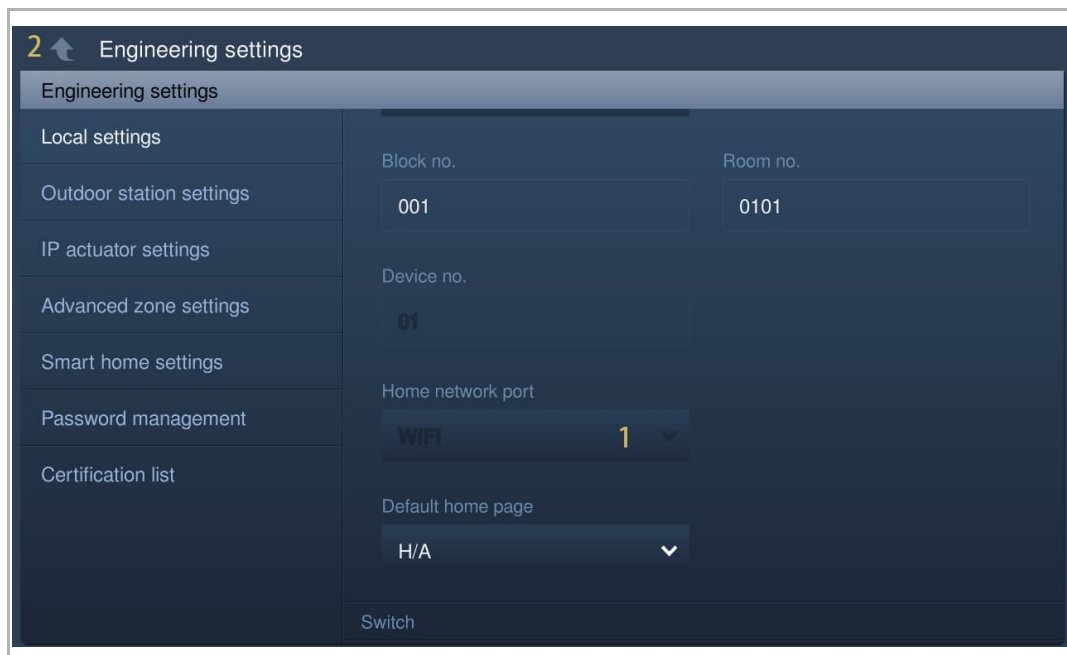 2 Engineering settings
Engineering settings
Local settings
Outdoor station settings
IP actuator settings
Advanced zone settings
Smart home settings
Password management
Certification list
Block no.
Room no.
001
0101
Device no.
01
Home network port
WIFI 1
Default home page
H/A
Switch